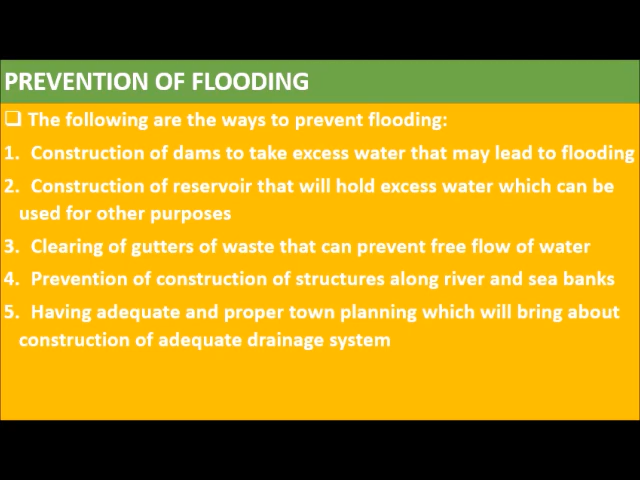 PREVENTION OF FLOODING
❑ The following are the ways to prevent flooding:
1. Construction of dams to take excess water that may lead to flooding
2. Construction of reservoir that will hold excess water which can be
used for other purposes
3. Clearing of gutters of waste that can prevent free flow of water
4. Prevention of construction of structures along river and sea banks
5. Having adequate and proper town planning which will bring about
construction of adequate drainage system